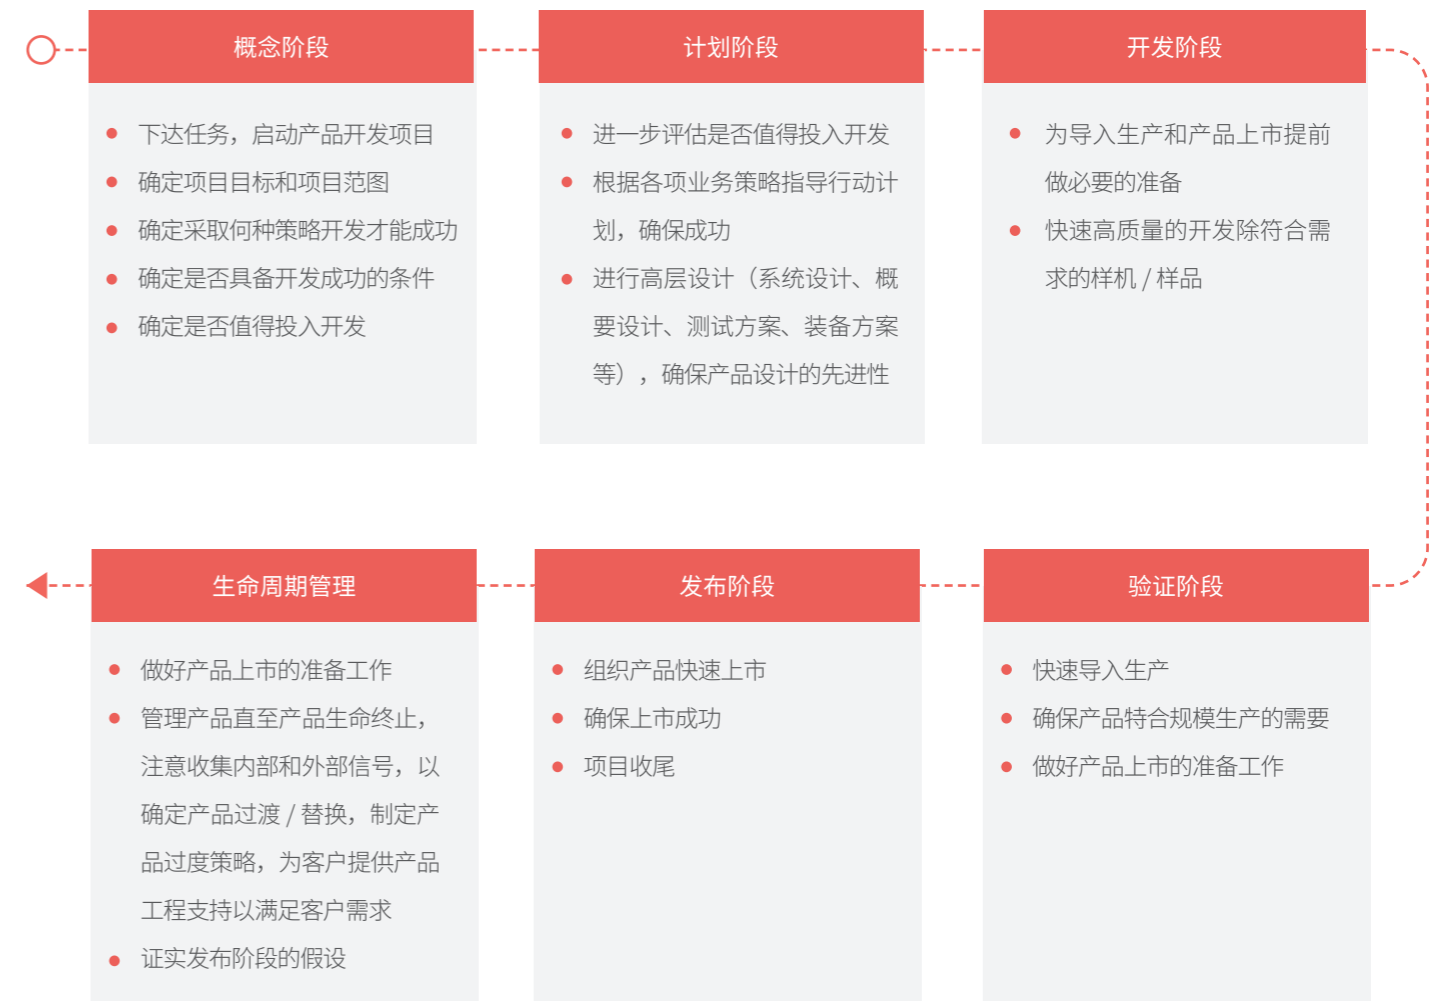 概念阶段
下达任务，启动产品开发项目
确定项目目标和项目范图
确定采取何种策略开发才能成功
确定是否具备开发成功的条件
确定是否值得投入开发
计划阶段
进一步评估是否值得投入开发
根据各项业务策略指导行动计
划，确保成功
进行高层设计（系统设计、概
要设计、测试方案、装备方案
等），确保产品设计的先进性
开发阶段
为导入生产和产品上市提前
做必要的准备
快速高质量的开发除符合需
求的样机 / 样品
验证阶段
快速导入生产
确保产品特合规模生产的需要
做好产品上市的准备工作
发布阶段
组织产品快速上市
确保上市成功
项目收尾
生命周期管理
做好产品上市的准备工作
管理产品直至产品生命终止，
注意收集内部和外部信号，以
确定产品过渡 / 替换，制定产
品过度策略，为客户提供产品
工程支持以满足客户需求
证实发布阶段的假设